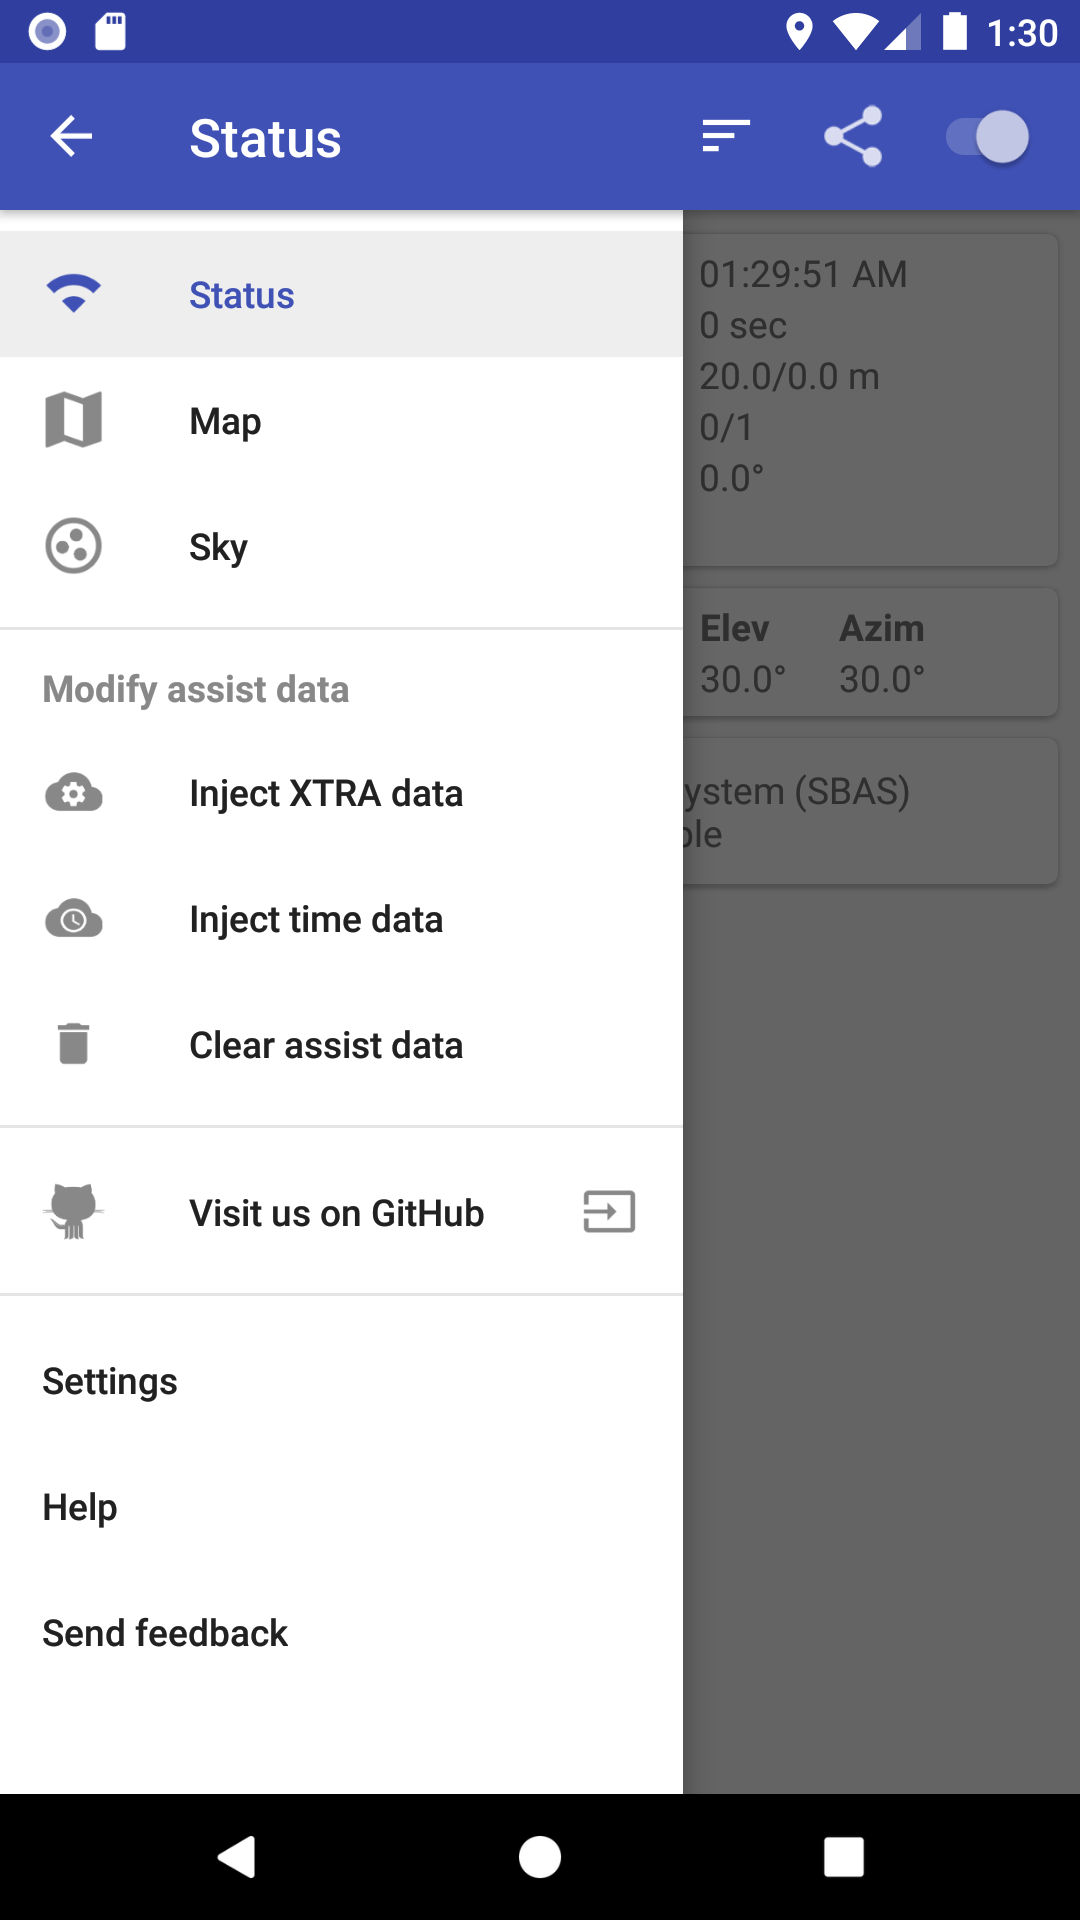 1:30
Status
Status
Map
Sky
Modify assist data
Inject XTRA data
Inject time data
Clear assist data
Visit us on GitHub
Settings
Help
Send feedback
01:29:51 AM
0 sec
20.0/0.0 m
0/1
0.0°
Elev Azim
30.0° 30.0°
ystem (SBAS)
ble